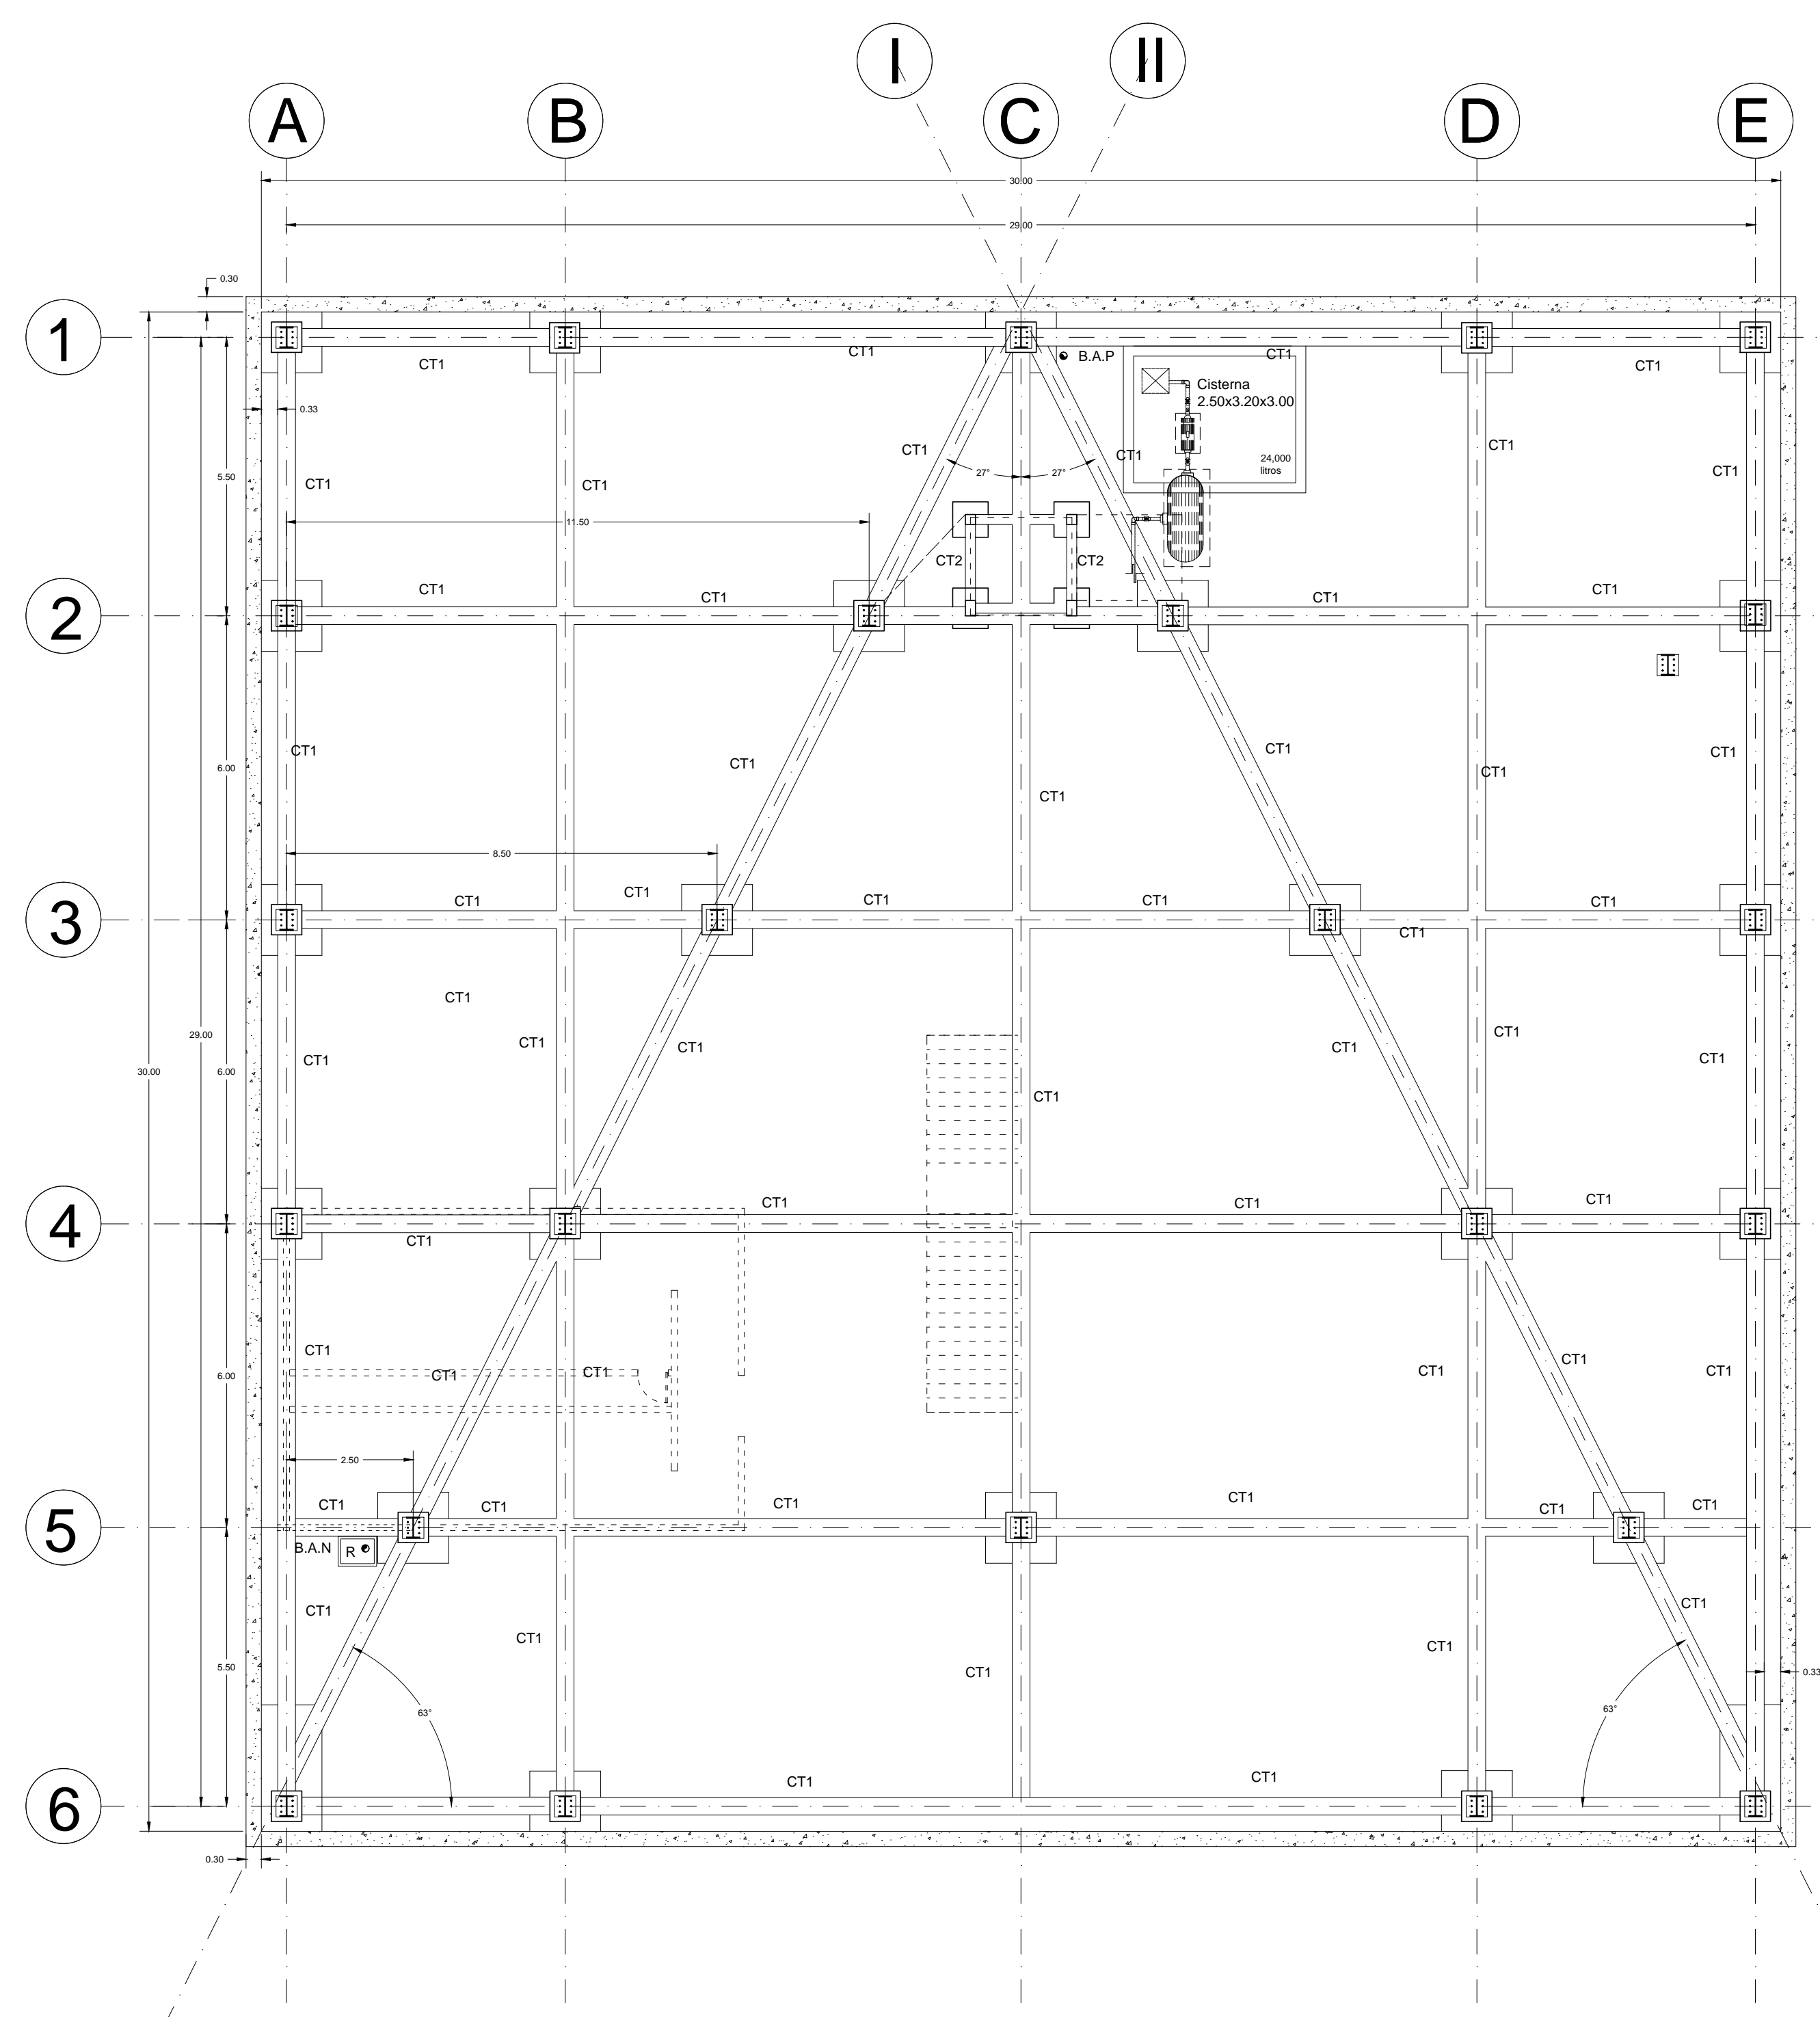 I II
A B C D E
30.00
29.00
0.30
1
CT1 CT1 B.A.P CT1 CT1
Cisterna
2.50x3.20x3.00
0.33
CT1 CT1 CT1 CT1
24,000
litros
5.50 CT1 CT1 27° 27° CT1
11.50
CT2 CT2
CT1 CT1 CT1 CT1
2
CT1 CT1 CT1 CT1
6.00 CT1 CT1 CT1
8.50
CT1 CT1 CT1 CT1 CT1
3
CT1
CT1
29.00 CT1 CT1 CT1 CT1
30.00 6.00 CT1 CT1
CT1
CT1 CT1 CT1
4
CT1
CT1 CT1
6.00 CT1 CT1 CT1 CT1
2.50
CT1 CT1 CT1 CT1 CT1 CT1
5
B.A.N R
CT1 CT1
CT1 CT1
5.50 CT1 0.33
63° 63°
CT1 CT1
6
0.30